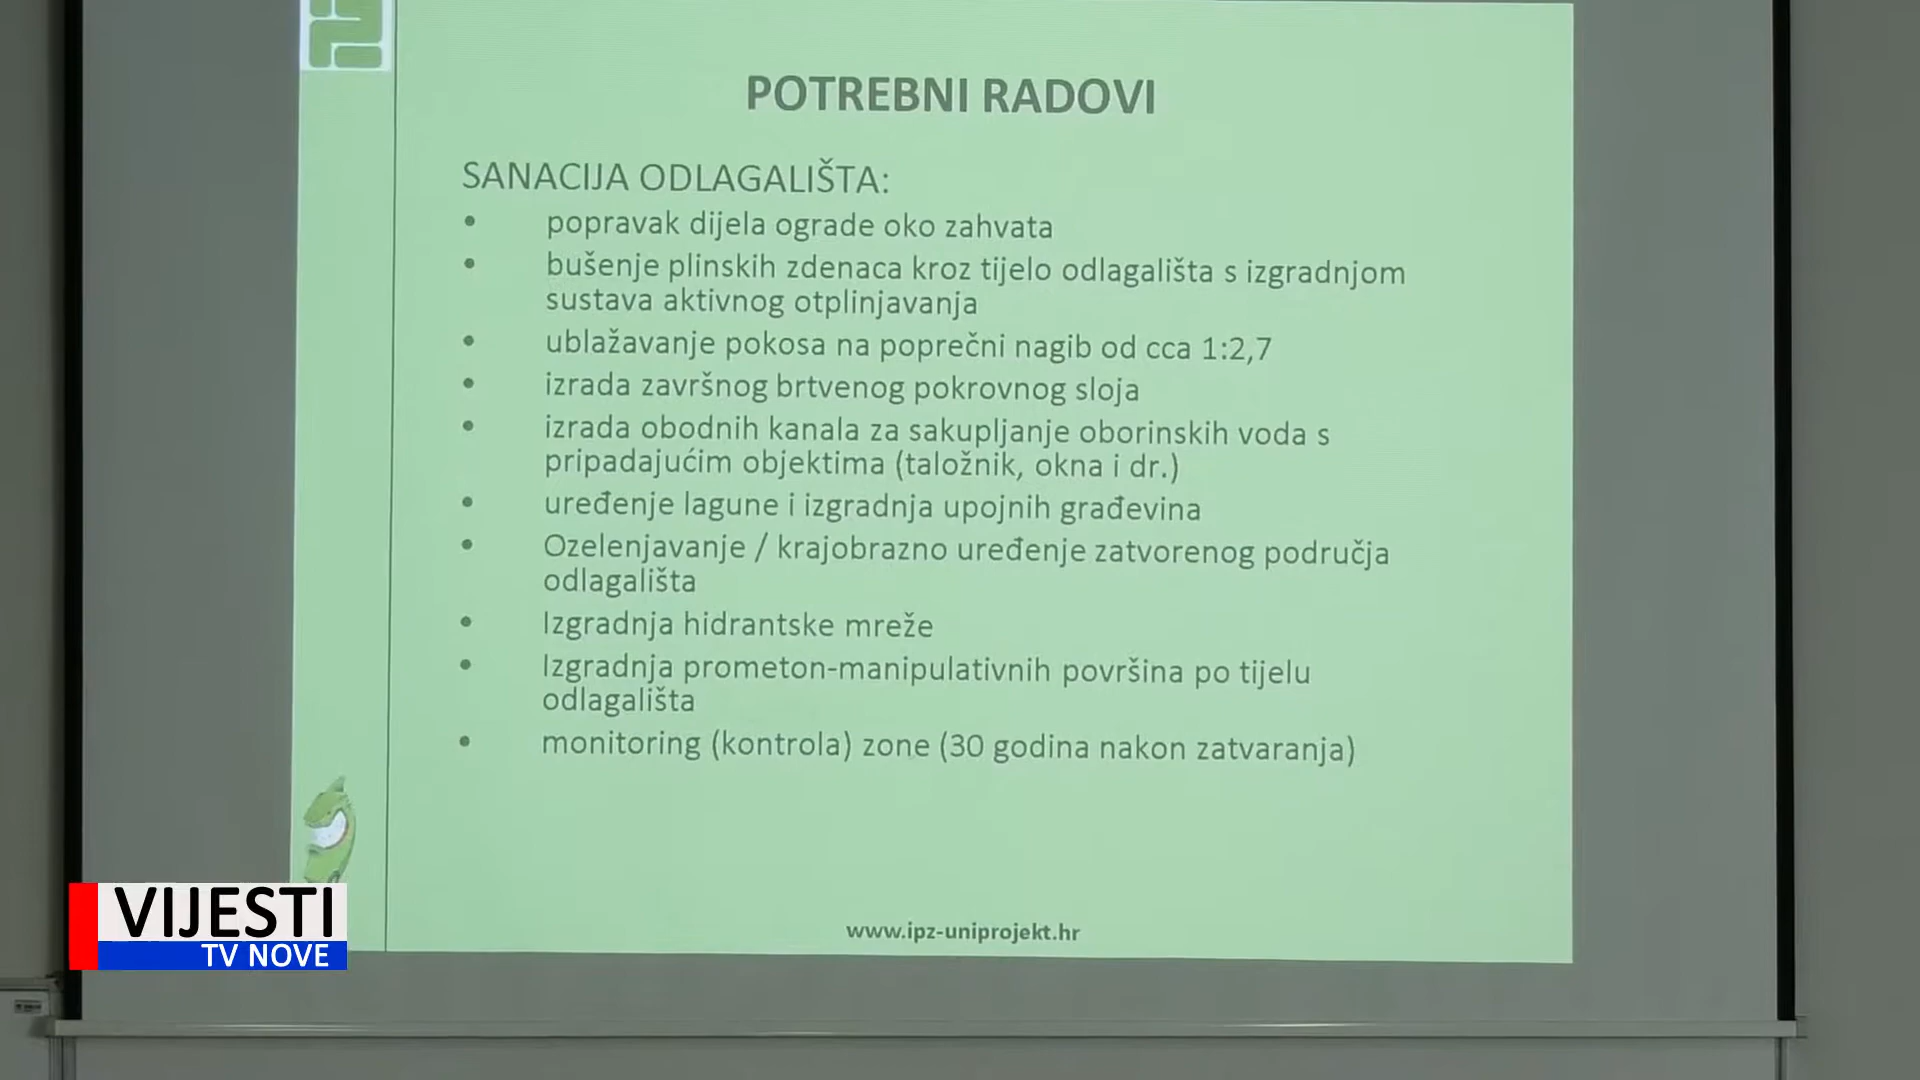 POTREBNI RADOVI
SANACIJA ODLAGALIŠTA:
• popravak dijela ograde oko zahvata
• bušenje plinskih zdenaca kroz tijelo odlagališta s izgradnjom
sustava aktivnog otplinjavanja
• ublažavanje pokosa na poprečni nagib od cca 1:2,7
• izrada završnog brtvenog pokrovnog sloja
• izrada obodnih kanala za sakupljanje oborinskih voda s
pripadajućim objektima (taložnik, okna i dr.)
• uređenje lagune i izgradnja upojnih građevina
• Ozelenjavanje / krajobrazno uređenje zatvorenog područja
odlagališta
• Izgradnja hidrantske mreže
• Izgradnja prometon-manipulativnih površina po tijelu
odlagališta
• monitoring (kontrola) zone (30 godina nakon zatvaranja)
www.ipz-uniprojekt.hr
VIJESTI
TV NOVE